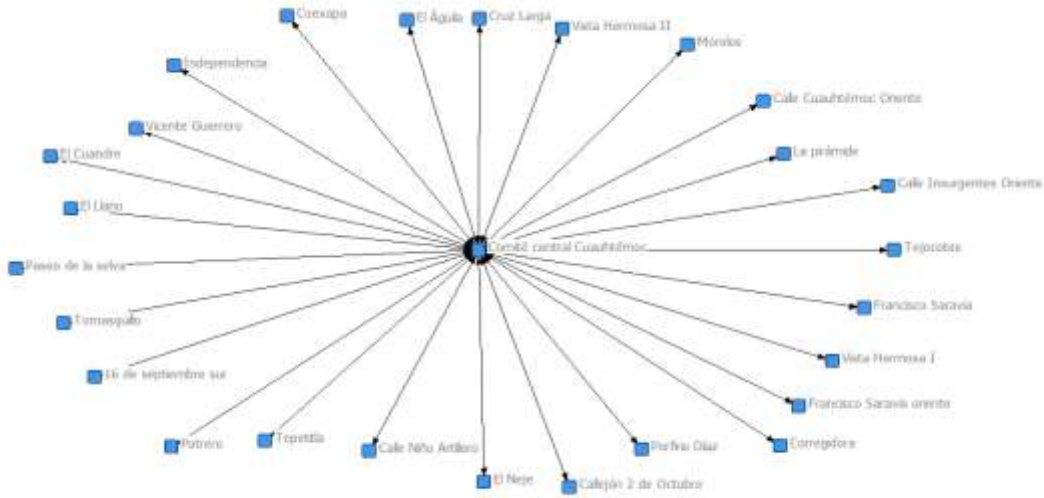 Coexapa
El Águila
Cruz Larga
Vista Hermosa II
Morelos
Independencia
Calle Cuauhtémoc Oriente
Vicente Guerrero
La pirámide
El Cuandre
Calle Insurgentes Oriente
El Llano
Comité central Cuauhtémoc
Tejocotes
Paseo de la selva
Francisco Saravia
Tomasquillo
Vista Hermosa I
16 de septiembre sur
Francisco Saravia oriente
Potrero
Tepetitla
Calle Niño Artillero
Porfirio Díaz
Corregidora
El Neje
Callejón 2 de Octubre